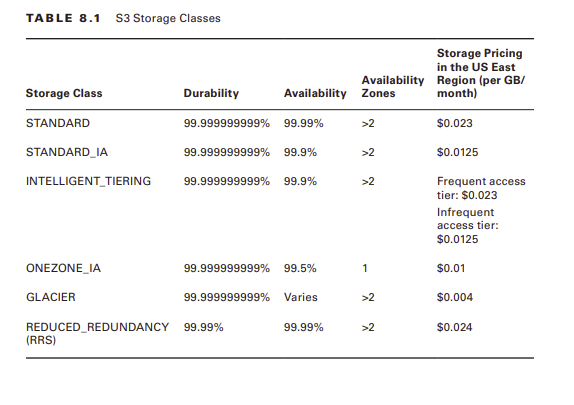 TABLE 8.1 S3 Storage Classes
Storage Class Durability Availability Availability Zones Storage Pricing in the US East Region (per GB/month)
STANDARD 99.999999999% 99.99% >2 $0.023
STANDARD_IA 99.999999999% 99.9% >2 $0.0125
INTELLIGENT_TIERING 99.999999999% 99.9% >2 Frequent access tier: $0.023
Infrequent access tier: $0.0125
ONEZONE_IA 99.999999999% 99.5% 1 $0.01
GLACIER 99.999999999% Varies >2 $0.004
REDUCED_REDUNDANCY (RRS) 99.99% 99.99% >2 $0.024